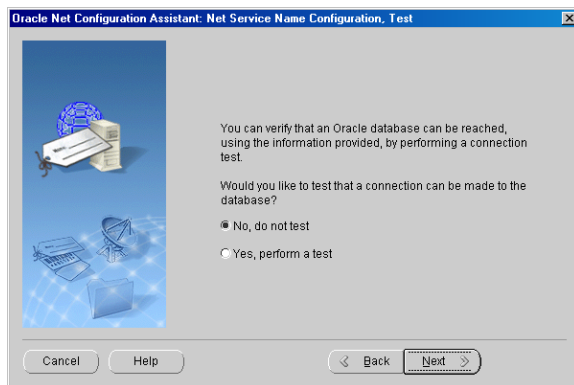 Oracle Net Configuration Assistant: Net Service Name Configuration, Test
You can verify that an Oracle database can be reached,
using the information provided, by performing a connection
test.
Would you like to test that a connection can be made to the
database?
No, do not test
Yes, perform a test
Cancel
Help
Back
Next